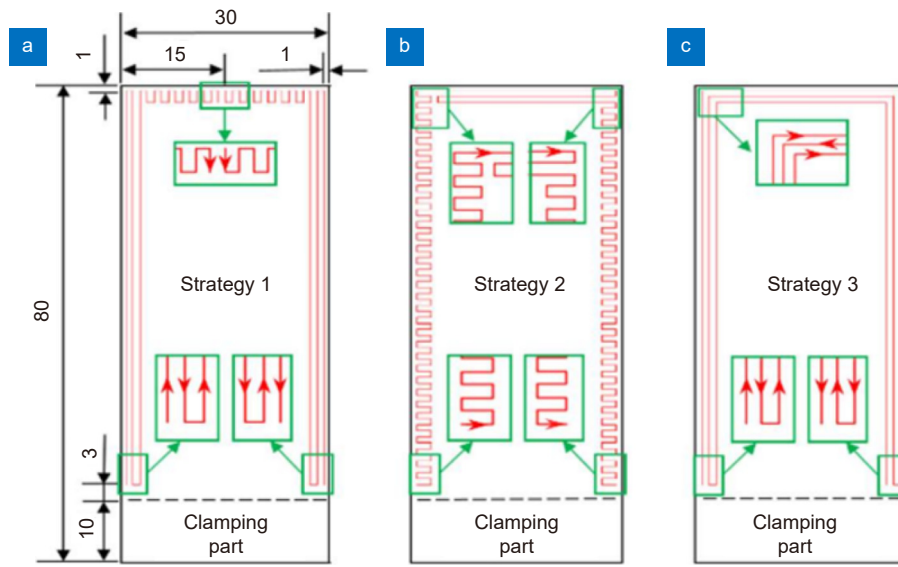 a
30
b
c
1
15
1
Strategy 1
Strategy 2
Strategy 3
80
3
10
Clamping
part
Clamping
part
Clamping
part